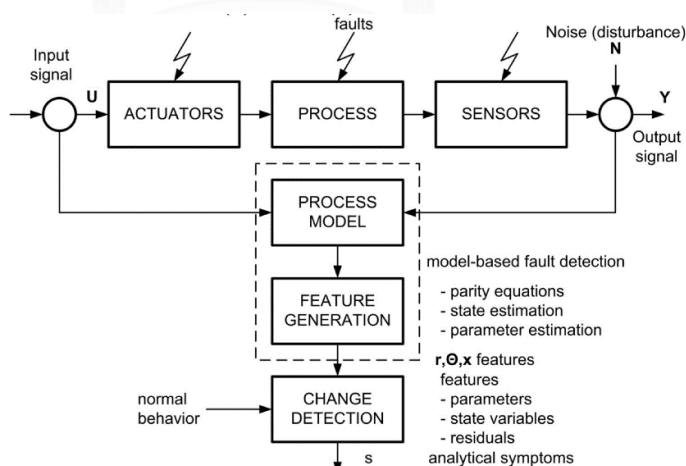 faults
Noise (disturbance)
N
Input
signal
U
ACTUATORS
PROCESS
SENSORS
Y
Output
signal
PROCESS
MODEL
model-based fault detection
- parity equations
- state estimation
- parameter estimation
FEATURE
GENERATION
r,Θ,x features
features
- parameters
- state variables
- residuals
normal
behavior
CHANGE
DETECTION
s
analytical symptoms